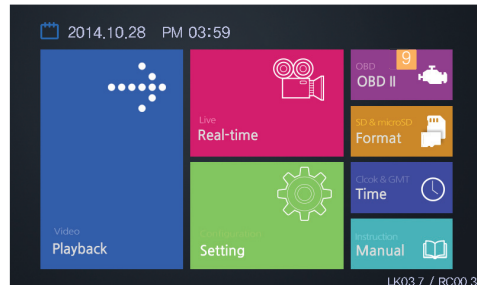 2014.10.28 PM 03:59
Video
Playback
Live
Real-time
Setting
OBD
9
OBD II
SD & microSD
Format
Clcok & GMT
Time
Instruction
Manual
LK03.7 / RC00.3